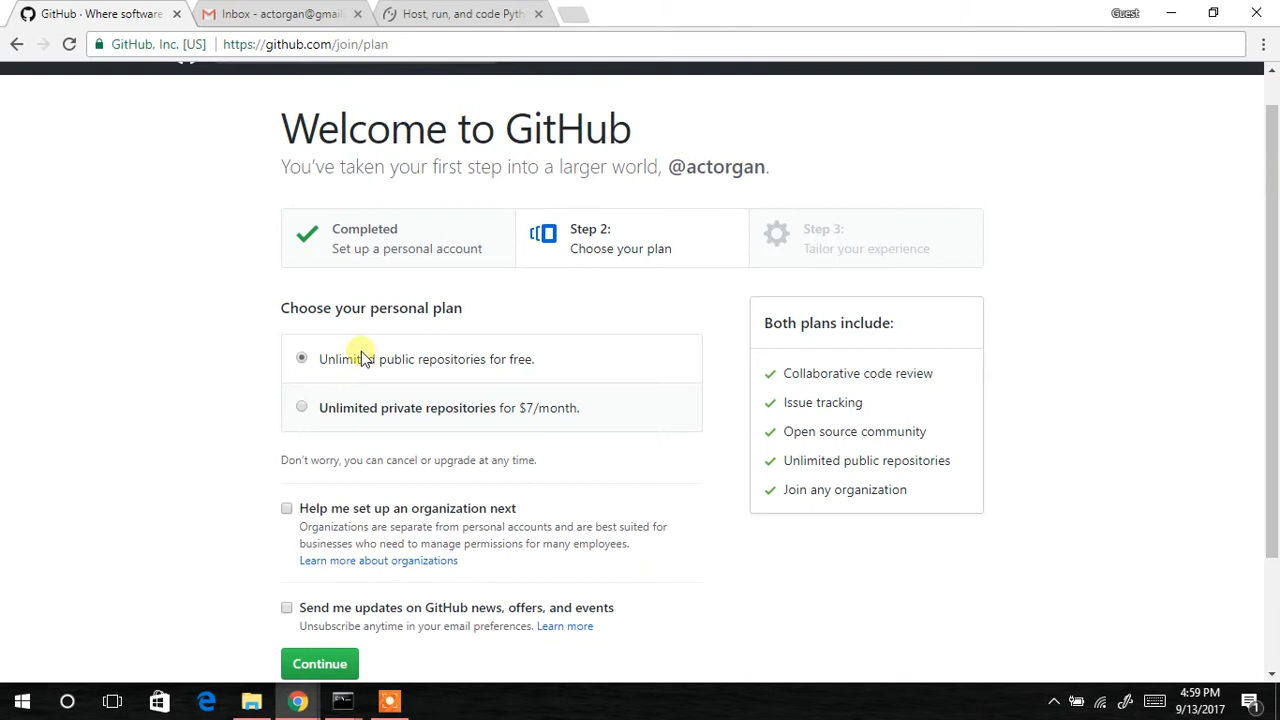 GitHub · Where software
Inbox - actorgan@gmail
Host, run, and code Pyth
Guest
GitHub, Inc. [US]
https://github.com/join/plan
Welcome to GitHub
You've taken your first step into a larger world, @actorgan.
Completed
Set up a personal account
Step 2:
Choose your plan
Step 3:
Tailor your experience
Choose your personal plan
Unlimited public repositories for free.
Unlimited private repositories for $7/month.
Don't worry, you can cancel or upgrade at any time.
Help me set up an organization next
Organizations are separate from personal accounts and are best suited for
businesses who need to manage permissions for many employees.
Learn more about organizations
Send me updates on GitHub news, offers, and events
Unsubscribe anytime in your email preferences. Learn more
Continue
Both plans include:
Collaborative code review
Issue tracking
Open source community
Unlimited public repositories
Join any organization
4:59 PM
9/13/2017
1